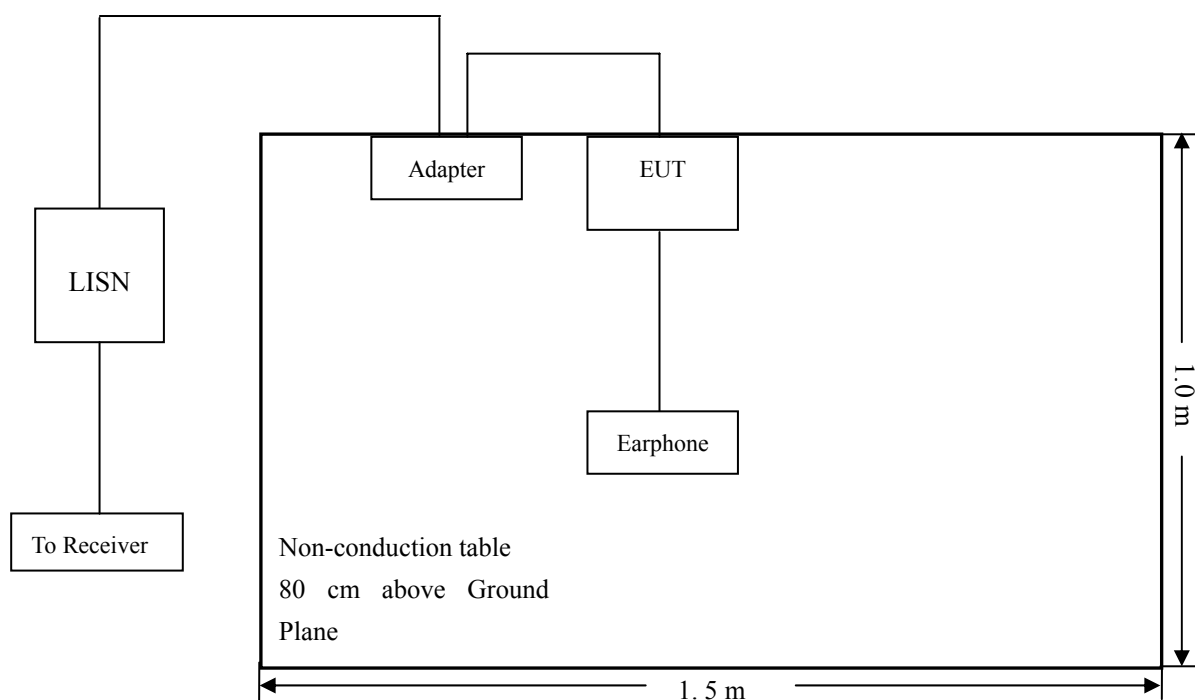 Adapter
EUT
LISN
1.0 m
Earphone
To Receiver
Non-conduction table
80 cm above Ground
Plane
1. 5 m